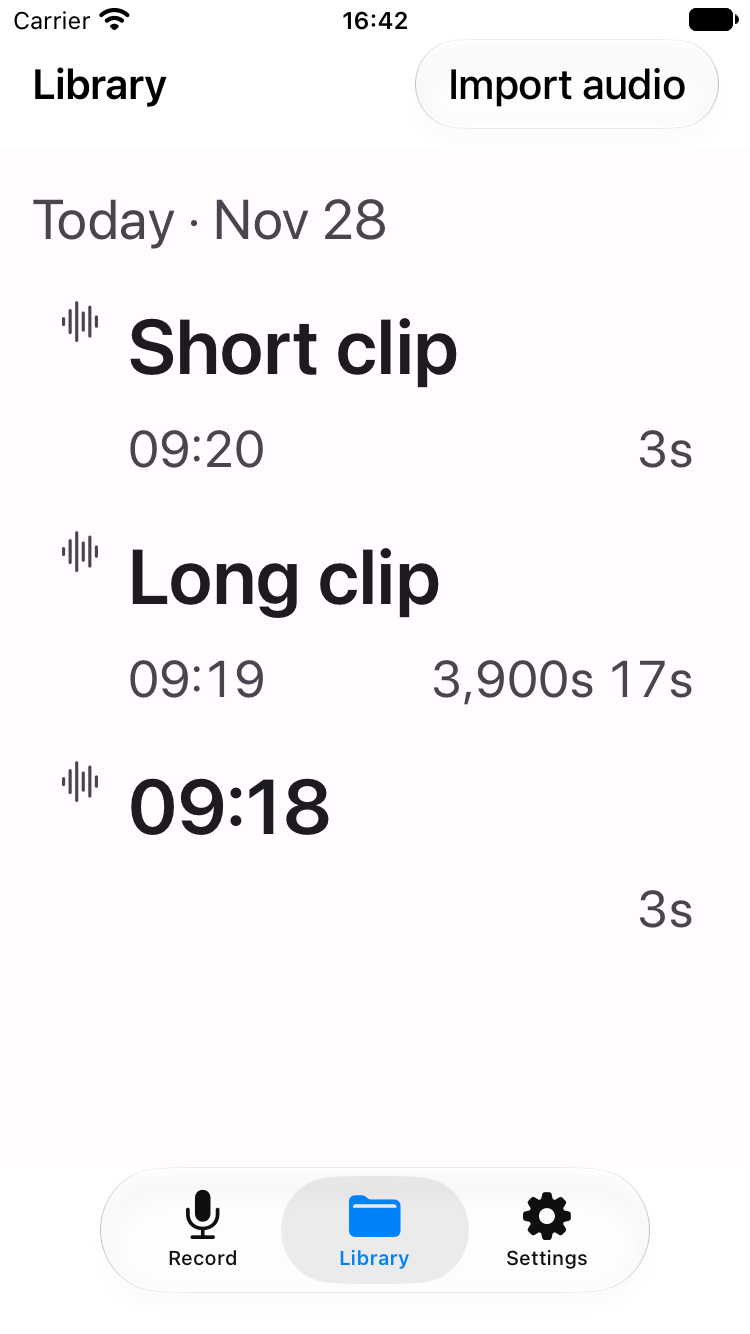 Carrier 16:42
Library Import audio
Today · Nov 28
Short clip
09:20 3s
Long clip
09:19 3,900s 17s
09:18
3s
Record Library Settings